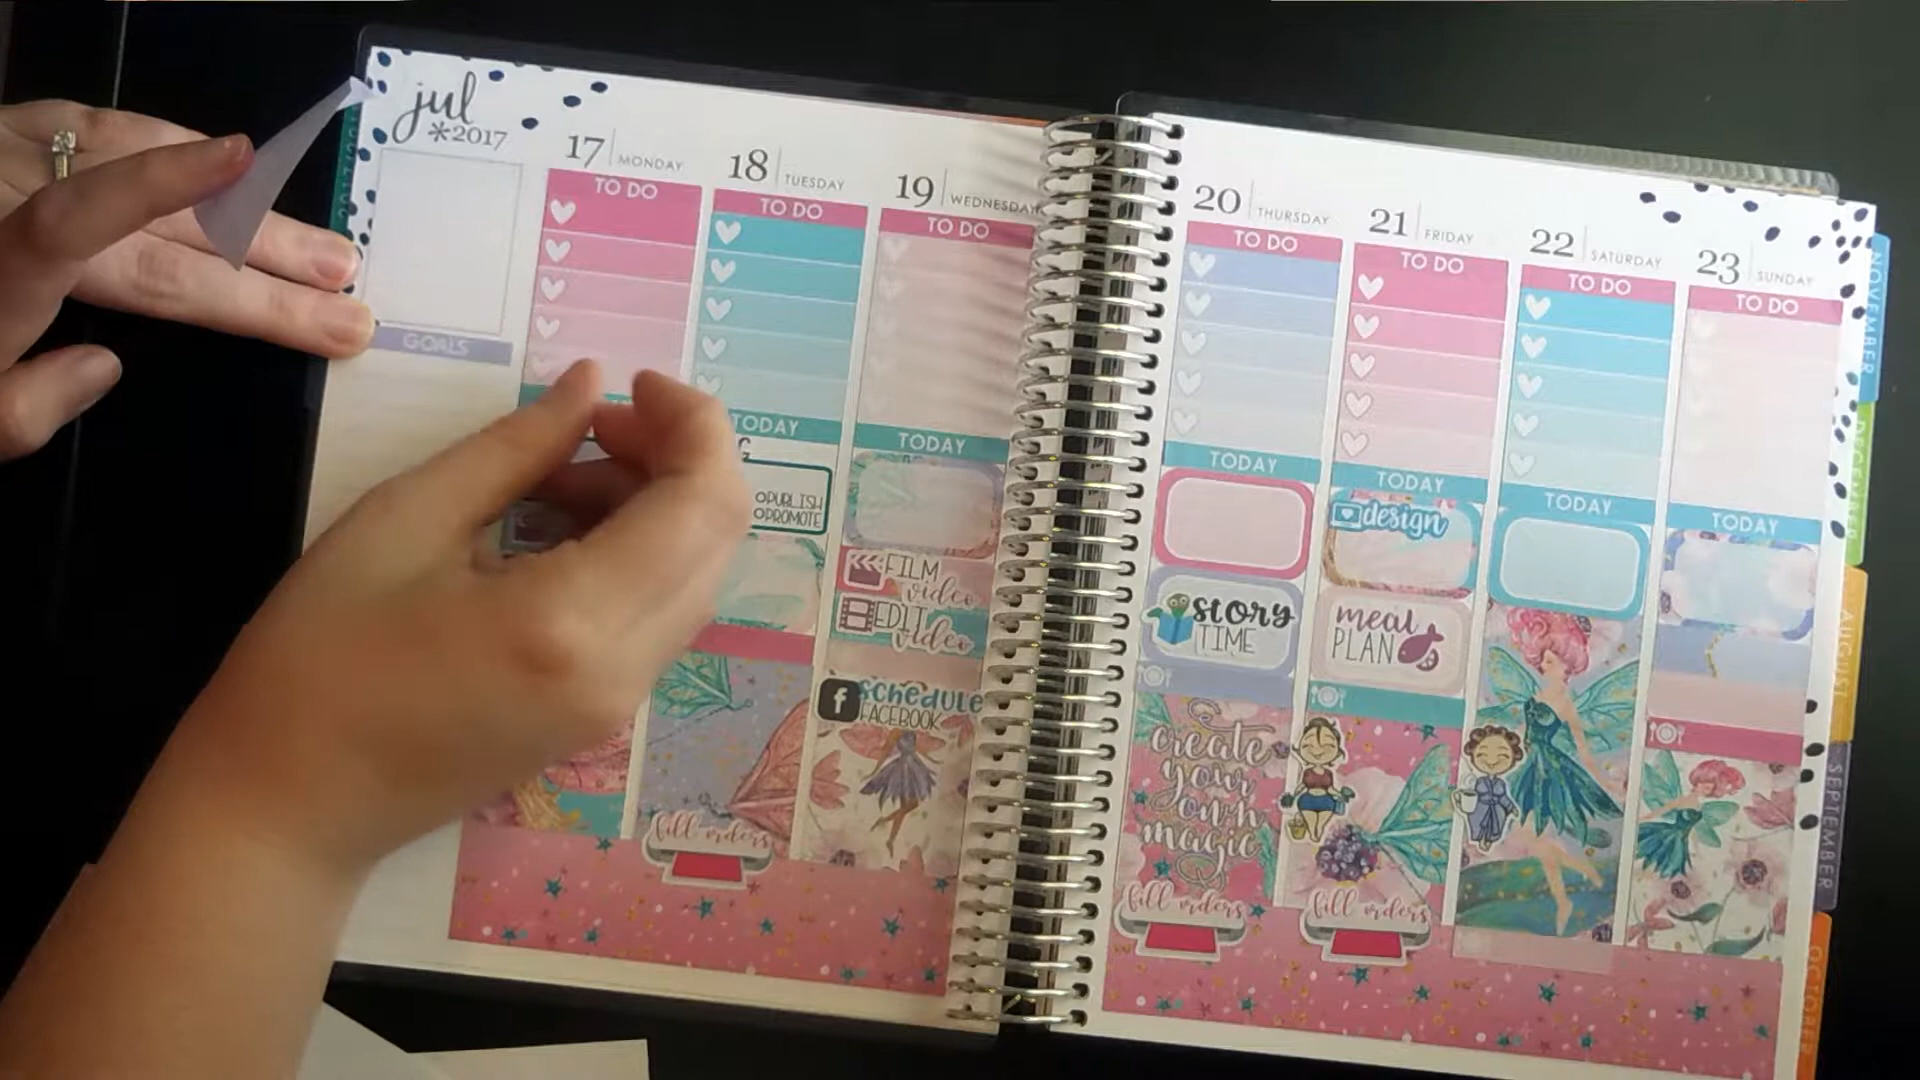 jul
*2017
GOALS
17 MONDAY
TO DO
18 TUESDAY
TO DO
TODAY
PUBLISH
PROMOTE
fill orders
19 WEDNESDAY
TO DO
TODAY
FILM
video
EDIT
video
f SCHEDULE
FACEBOOK
20 THURSDAY
TO DO
TODAY
story
TIME
create
your
own
magic
fill orders
21 FRIDAY
TO DO
TODAY
design
meal
PLAN
fill orders
22 SATURDAY
TO DO
TODAY
23 SUNDAY
TO DO
TODAY
NOVEMBER
DECEMBER
AUGUST
SEPTEMBER
OCTOBER